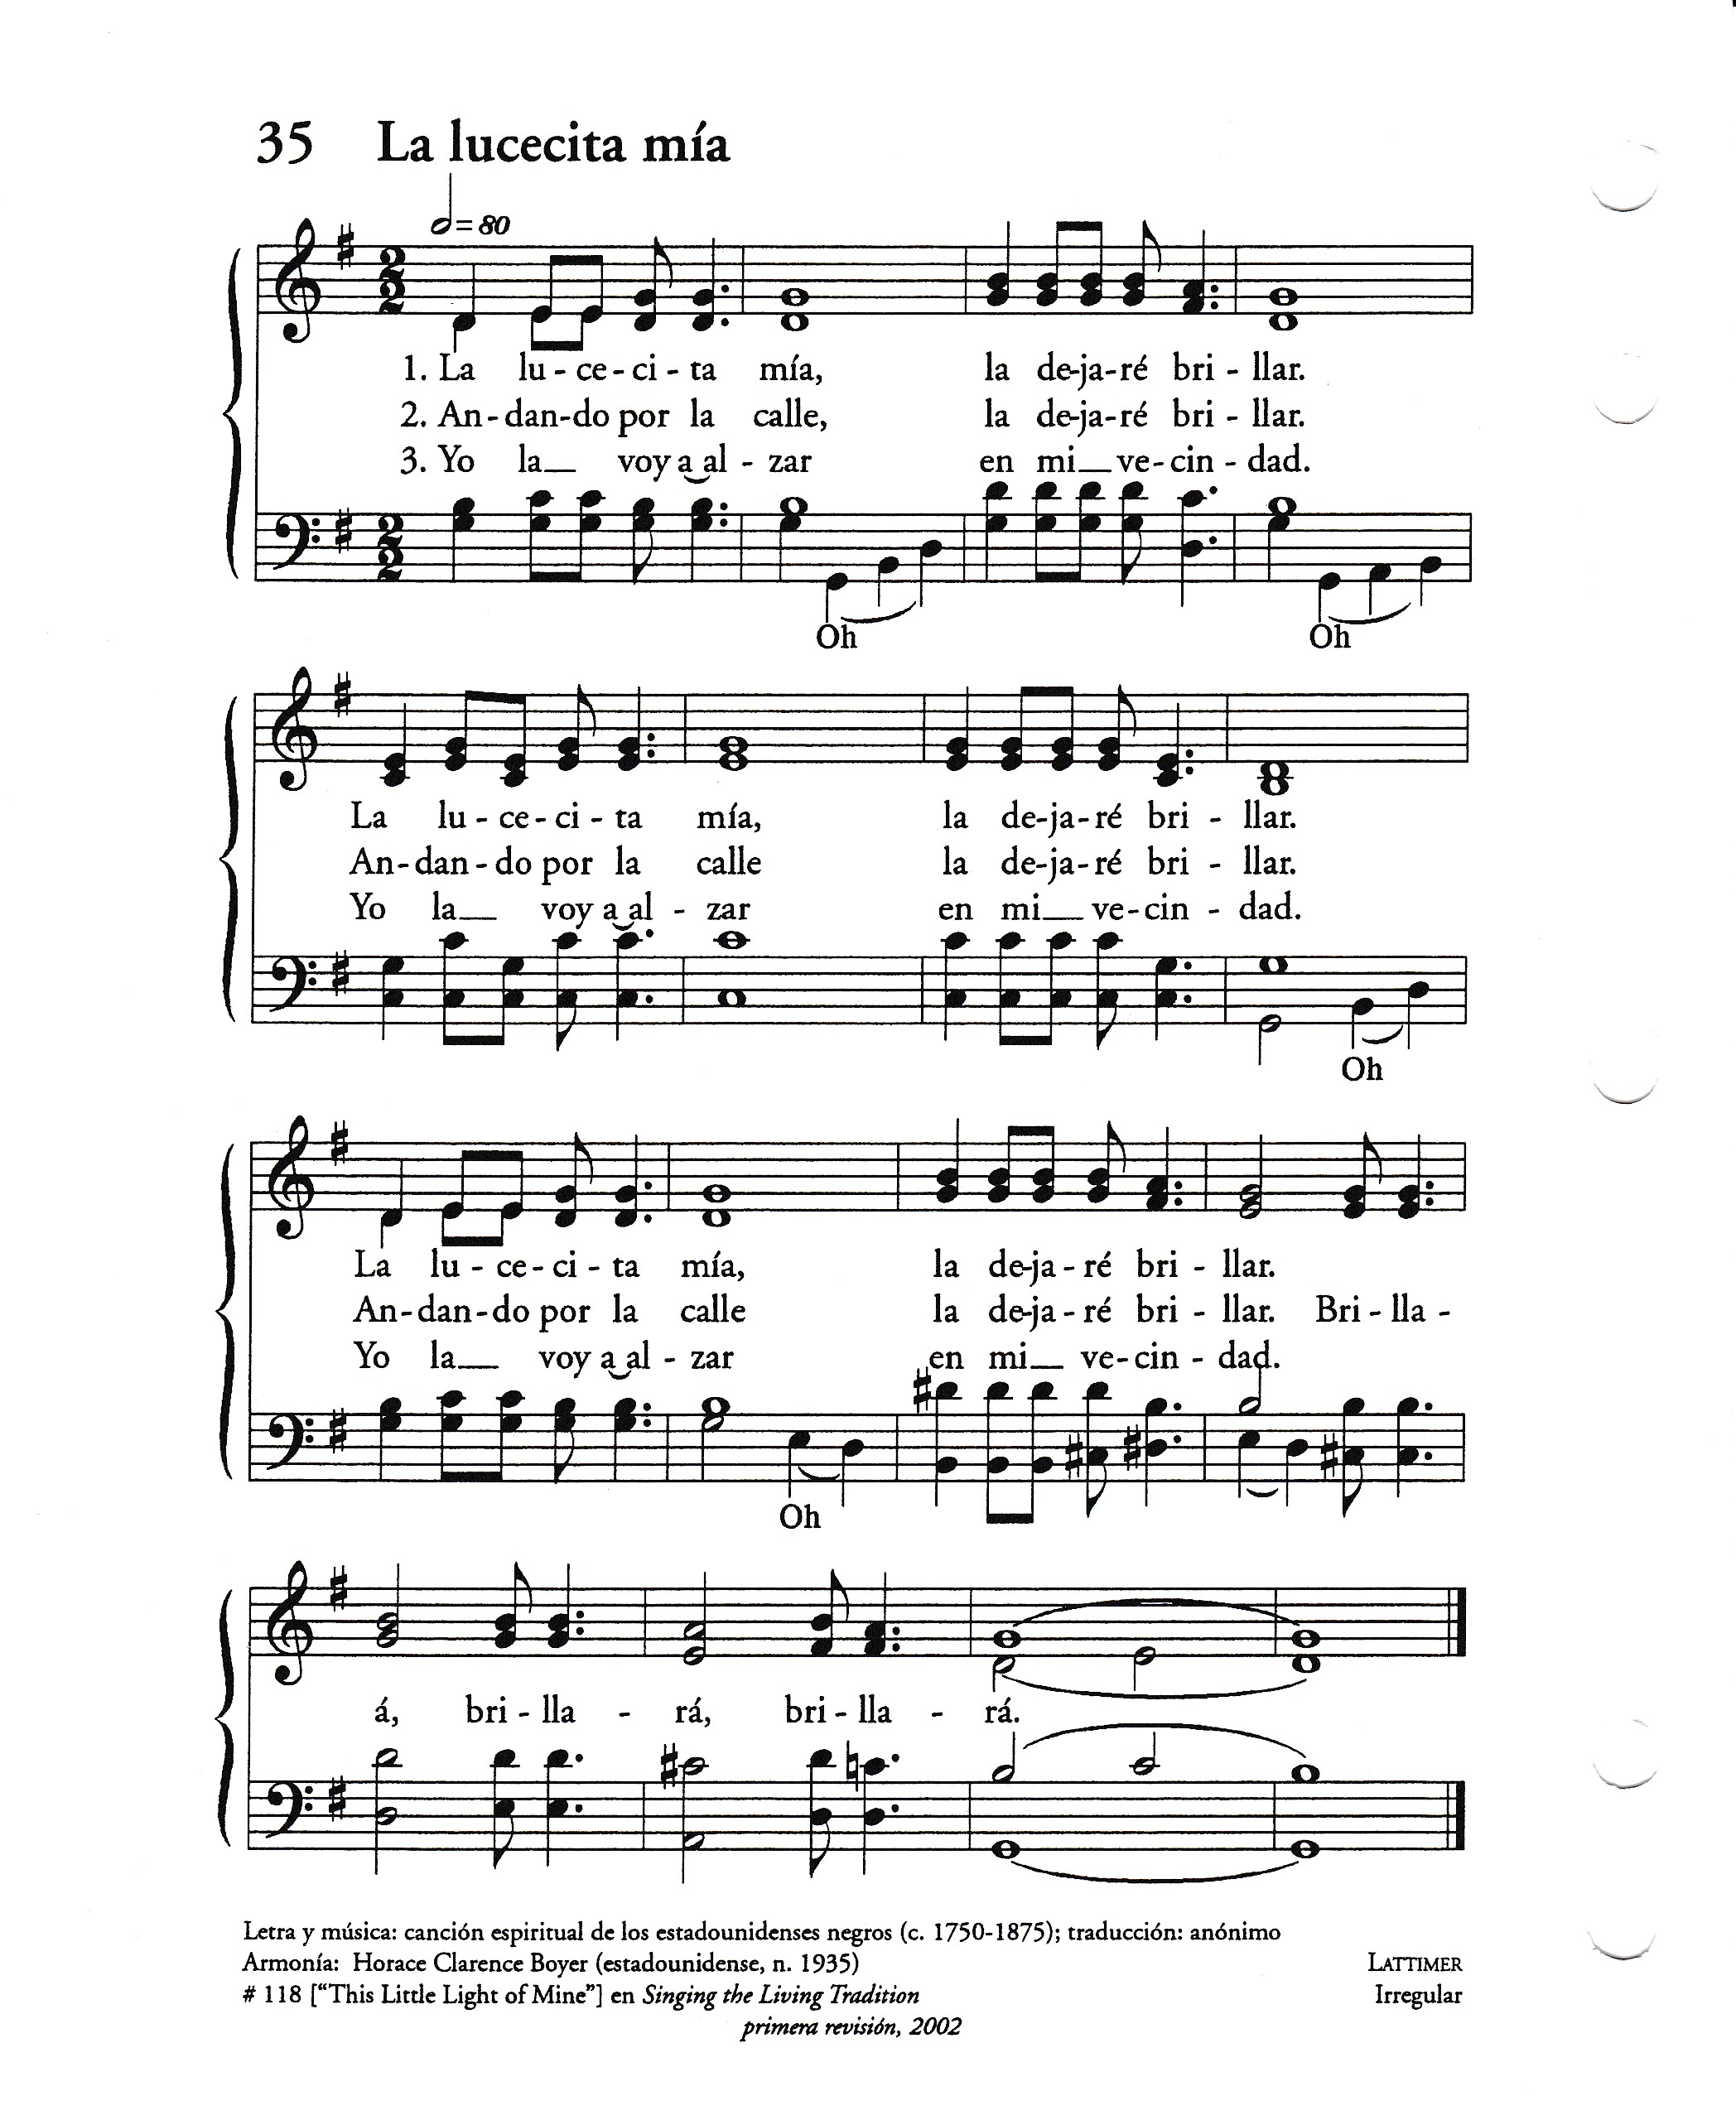 35 La lucecita mía
= 80
1. La lu - ce - ci - ta mía, la de-ja-ré bri - llar.
2. An - dan-do por la calle, la de-ja-ré bri - llar.
3. Yo la__ voy a al - zar en mi__ ve-cin - dad.
Oh Oh
La lu - ce - ci - ta mía, la de-ja-ré bri - llar.
An - dan - do por la calle la de-ja-ré bri - llar.
Yo la__ voy a al - zar en mi__ ve-cin - dad.
Oh
La lu - ce - ci - ta mía, la de-ja - ré bri - llar.
An - dan - do por la calle la de-ja - ré bri - llar. Bri - lla -
Yo la__ voy a al - zar en mi__ ve-cin - dad.
Oh
á, bri - lla - rá, bri - lla - rá.
Letra y música: canción espiritual de los estadounidenses negros (c. 1750-1875); traducción: anónimo
Armonía: Horace Clarence Boyer (estadounidense, n. 1935) LATTIMER
# 118 [“This Little Light of Mine”] en Singing the Living Tradition Irregular
primera revisión, 2002